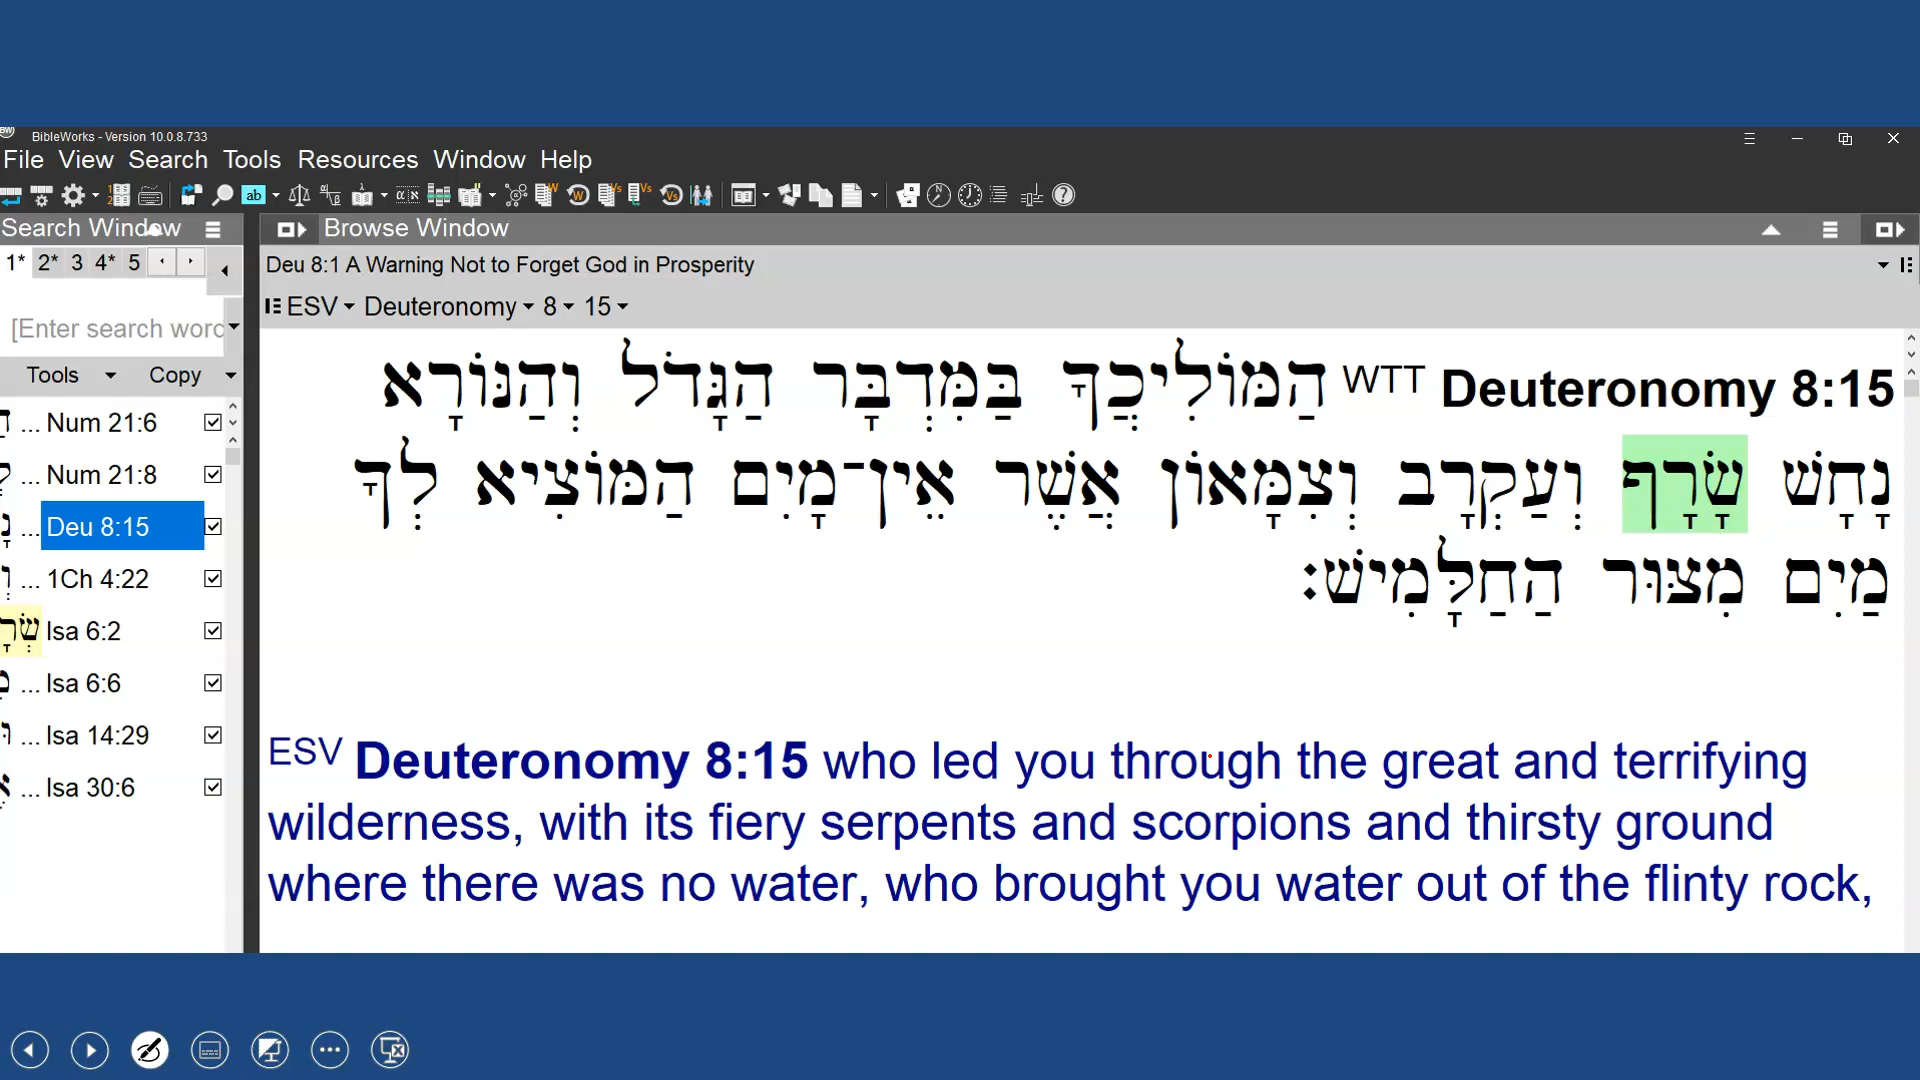 BibleWorks - Version 10.0.8.733
File View Search Tools Resources Window Help
Search Window
Browse Window
1* 2* 3 4* 5
Deu 8:1 A Warning Not to Forget God in Prosperity
ESV Deuteronomy 8 15
[Enter search word
Tools Copy
... Num 21:6
... Num 21:8
... Deu 8:15
... 1Ch 4:22
Isa 6:2
... Isa 6:6
... Isa 14:29
... Isa 30:6
WTT Deuteronomy 8:15 הַמּוֹלִיכֲךָ בַּמִּדְבָּר הַגָּדֹל וְהַנּוֹרָא
נָחָשׁ שָׂרָף וְעַקְרָב וְצִמָּאוֹן אֲשֶׁר אֵין־מָיִם הַמּוֹצִיא לְךָ
מַיִם מִצּוּר הַחַלָּמִישׁ׃
ESV Deuteronomy 8:15 who led you through the great and terrifying
wilderness, with its fiery serpents and scorpions and thirsty ground
where there was no water, who brought you water out of the flinty rock,